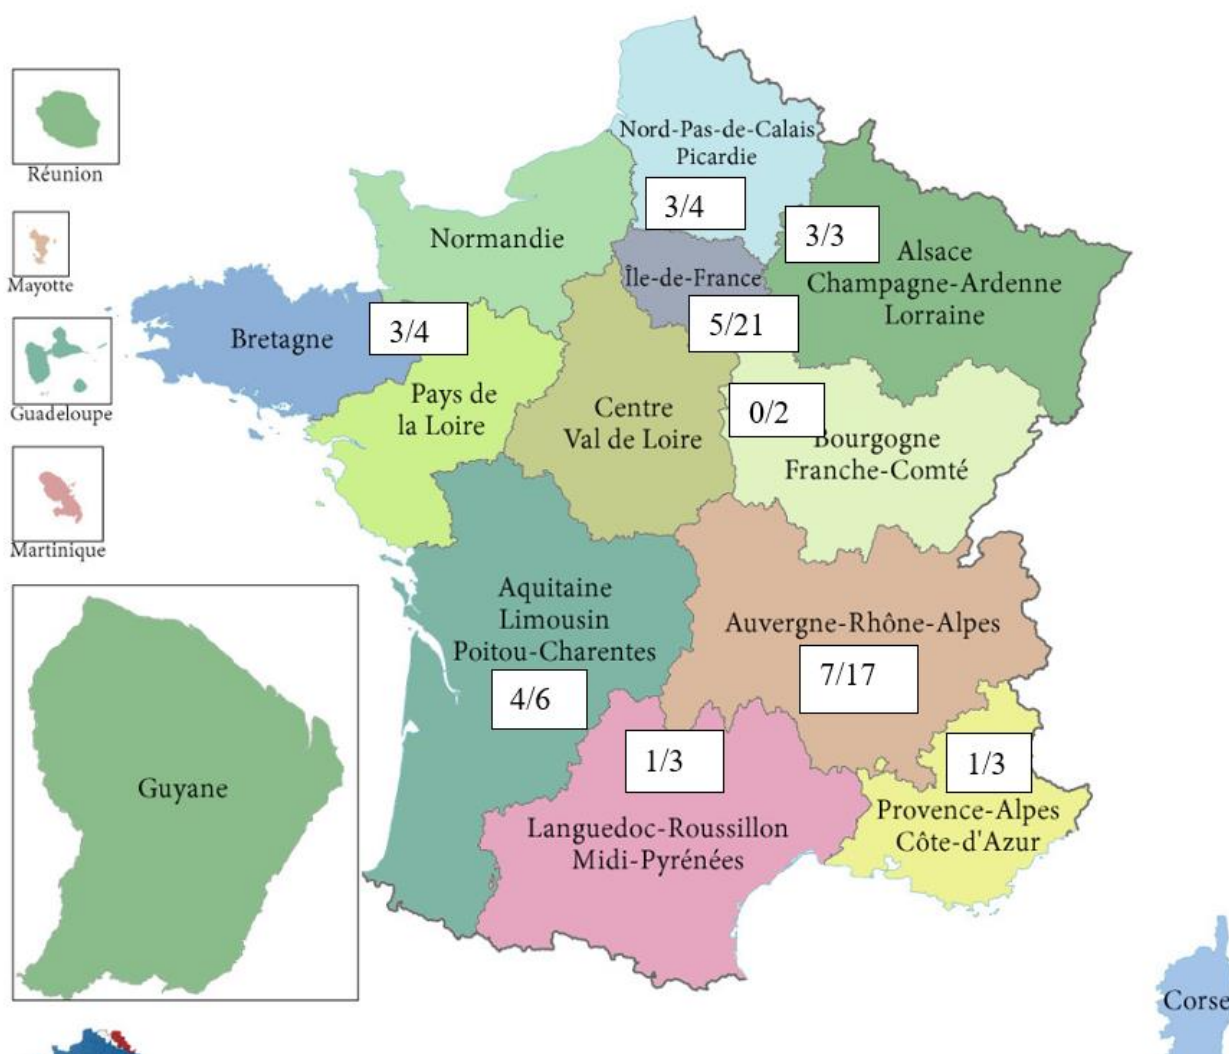 Nord-Pas-de-Calais
Picardie
3/4
Réunion
3/3
Normandie
Alsace
Champagne-Ardenne
Lorraine
Île-de-France
5/21
Mayotte
Bretagne
3/4
Pays de
la Loire
Centre
Val de Loire
0/2
Bourgogne
Franche-Comté
Guadeloupe
Martinique
Aquitaine
Limousin
Poitou-Charentes
4/6
Auvergne-Rhône-Alpes
7/17
1/3
1/3
Guyane
Languedoc-Roussillon
Midi-Pyrénées
Provence-Alpes
Côte-d'Azur
Corse